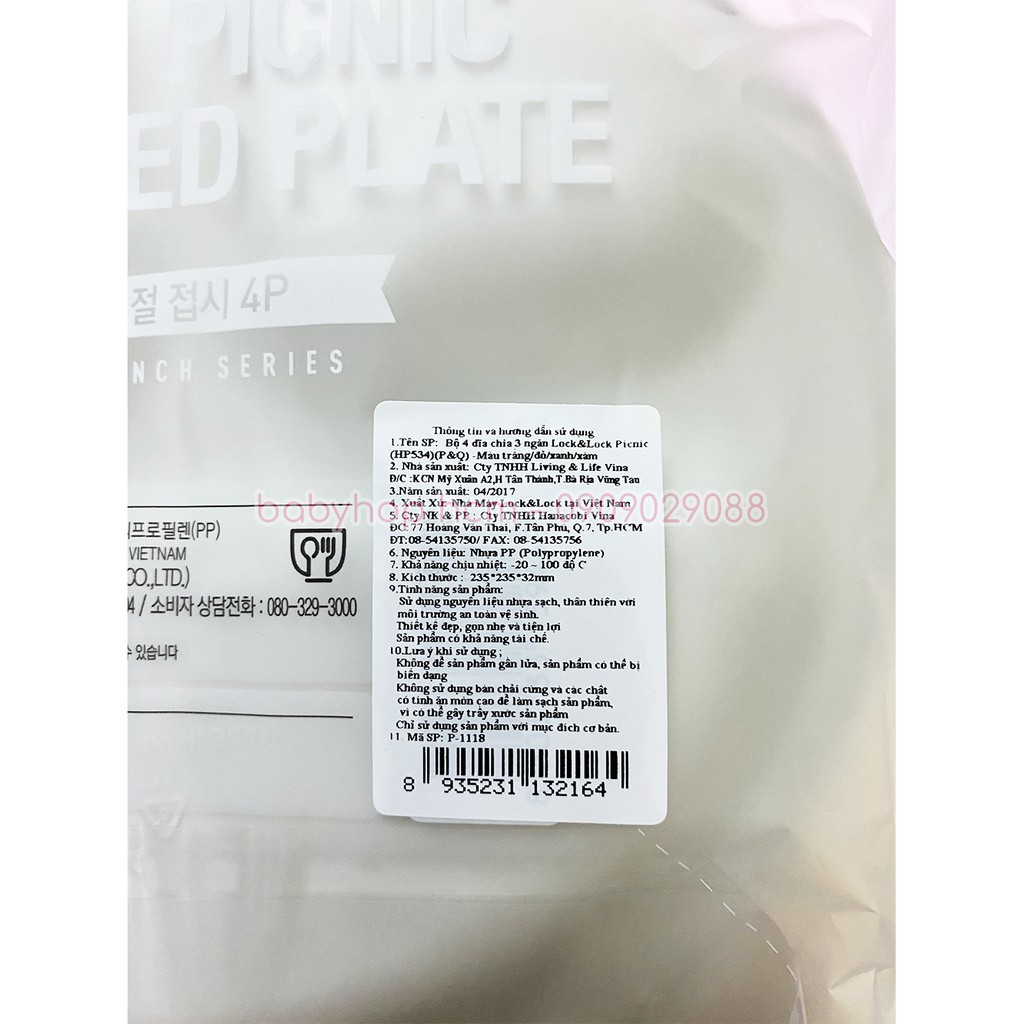 PICNIC
ED PLATE
절 접시 4P
NCH SERIES
Thông tin và hướng dẫn sử dụng
1.Tên SP: Bộ 4 đĩa chia 3 ngăn Lock&Lock Picnic
(HP534)(P&Q) -Màu trắng/đỏ/xanh/xám
2. Nhà sản xuất: Cty TNHH Living & Life Vina
Đ/C :KCN Mỹ Xuân A2,H Tân Thành,T.Bà Rịa Vũng Tau
3.Năm sản xuất: 04/2017
4. Xuất Xứ: Nhà Máy Lock&Lock tại Việt Nam
5. Cty NK & PP : Cty TNHH Hanacobi Vina
ĐC: 77 Hoàng Văn Thái, F.Tân Phú, Q.7, Tp.HCM
ĐT:08-54135750/ FAX: 08-54135756
6. Nguyên liệu: Nhựa PP (Polypropylene)
7. Khả năng chịu nhiệt: -20 ~ 100 độ C
8. Kích thước : 235*235*32mm
9.Tính năng sản phẩm:
Sử dụng nguyên liệu nhựa sạch, thân thiện với
môi trường an toàn vệ sinh.
Thiết kế đẹp, gọn nhẹ và tiện lợi
Sản phẩm có khả năng tái chế.
10.Lưu ý khi sử dụng ;
Không để sản phẩm gần lửa, sản phẩm có thể bị
biến dạng
Không sử dụng bàn chải cứng và các chất
có tính ăn mòn cao để làm sạch sản phẩm,
vì có thể gây trầy xước sản phẩm
Chỉ sử dụng sản phẩm với mục đích cơ bản.
11. Mã SP: P-1118
8 935231 132164
프로필렌(PP)
VIETNAM
CO.,LTD.)
04 / 소비자 상담전화 : 080-329-3000
수 있습니다